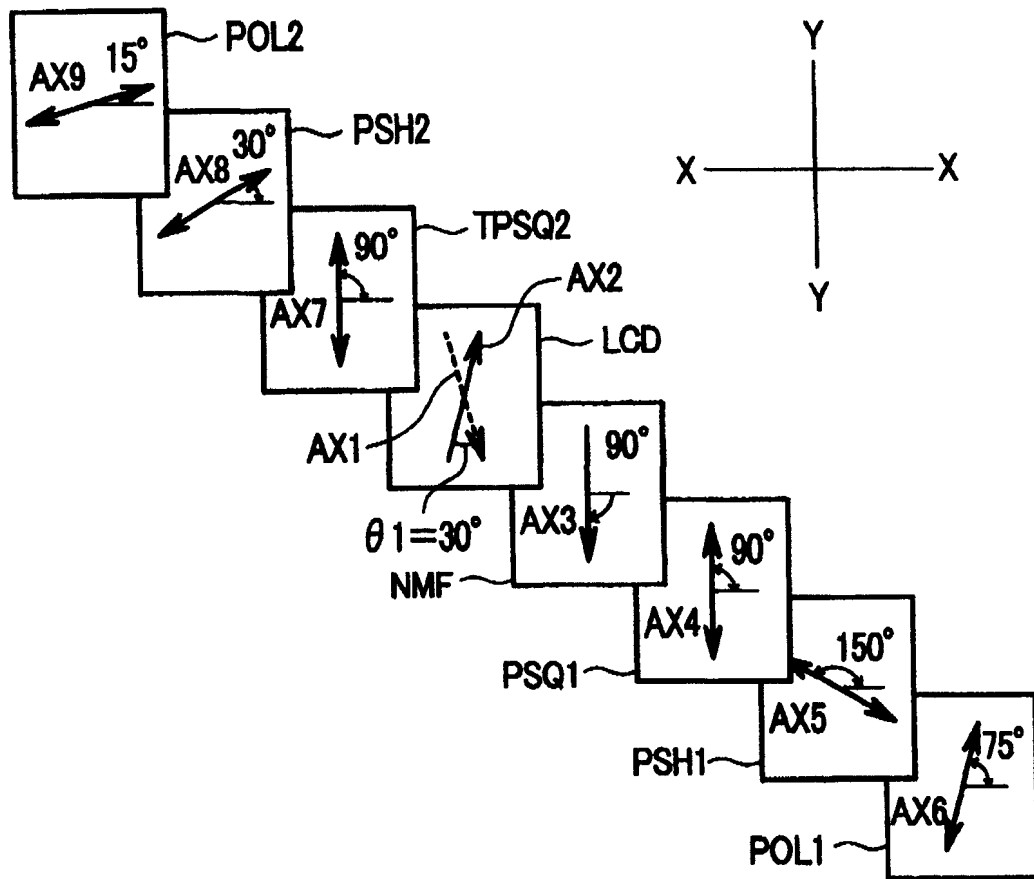 POL2
15°
AX9
Y
PSH2
30°
AX8
X
X
TPSQ2
90°
AX7
AX2
Y
LCD
AX1
θ1=30°
90°
AX3
NMF
90°
AX4
PSQ1
150°
AX5
PSH1
75°
AX6
POL1